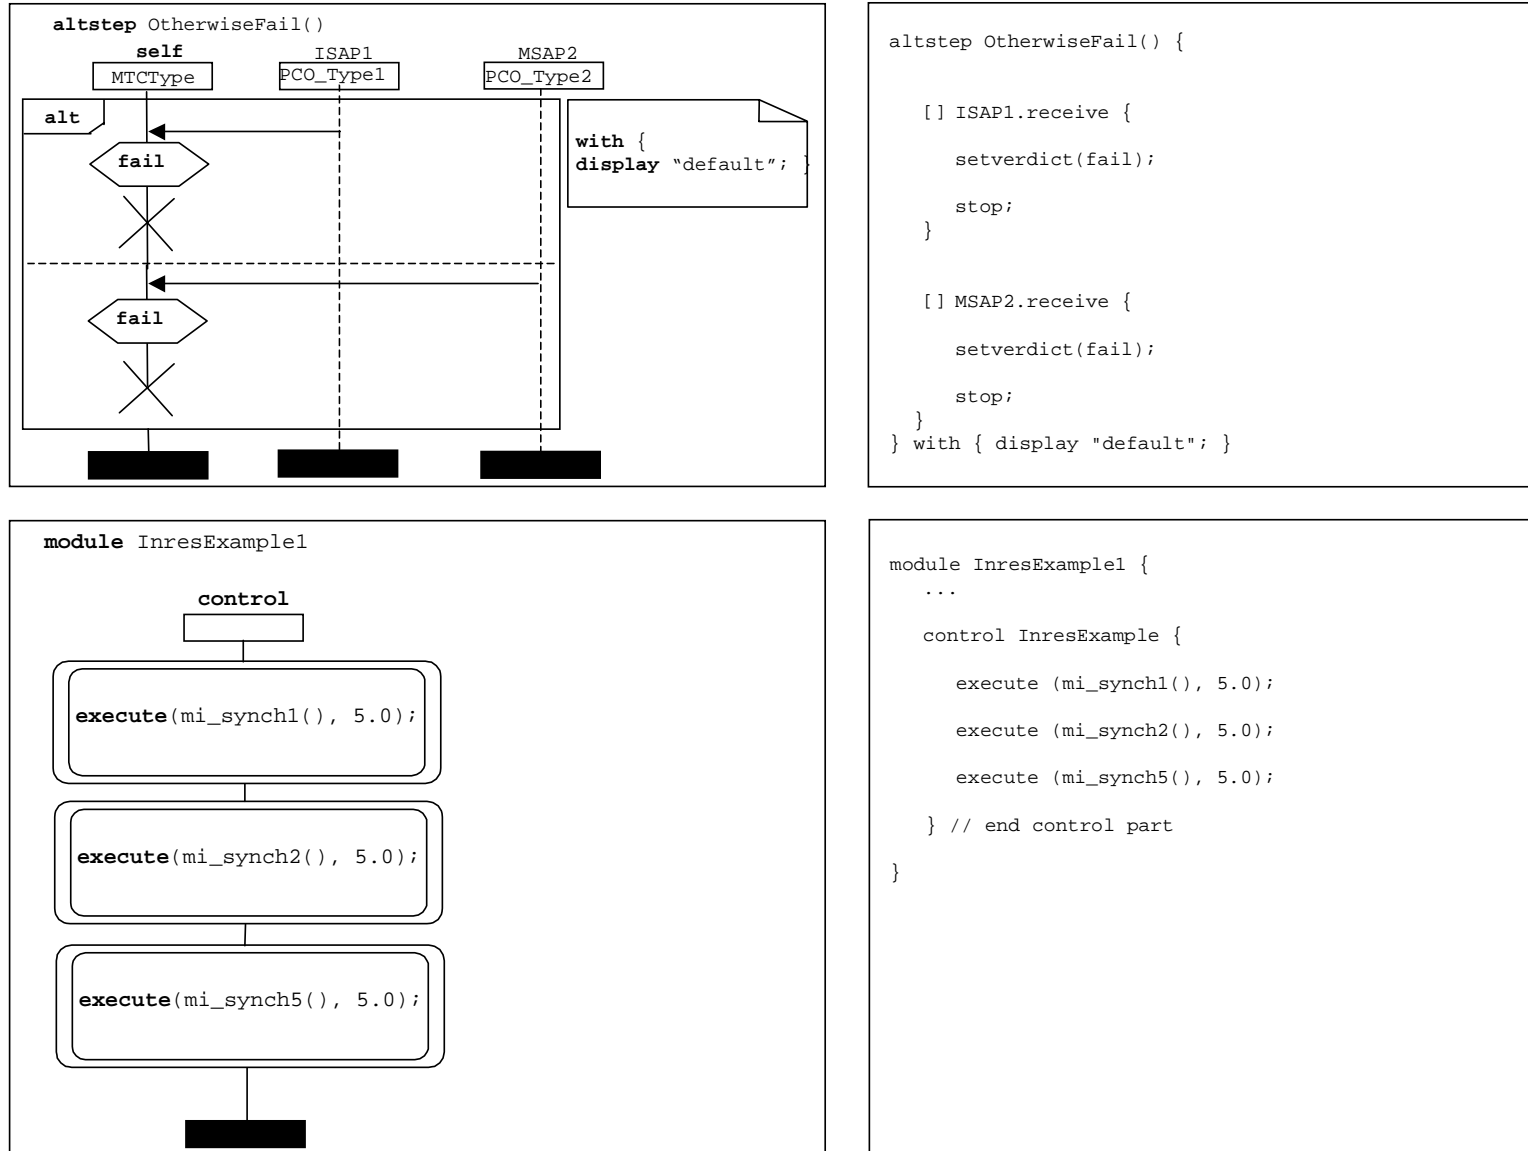 altstep OtherwiseFail()
self
ISAP1
MSAP2
MTCType
PCO_Type1
PCO_Type2
alt
fail
fail
with {
display “default”; }
altstep OtherwiseFail() {
[] ISAP1.receive {
setverdict(fail);
stop;
}
[] MSAP2.receive {
setverdict(fail);
stop;
}
} with { display "default"; }
module InresExample1
control
execute(mi_synch1(), 5.0);
execute(mi_synch2(), 5.0);
execute(mi_synch5(), 5.0);
module InresExample1 {
...
control InresExample {
execute (mi_synch1(), 5.0);
execute (mi_synch2(), 5.0);
execute (mi_synch5(), 5.0);
} // end control part
}